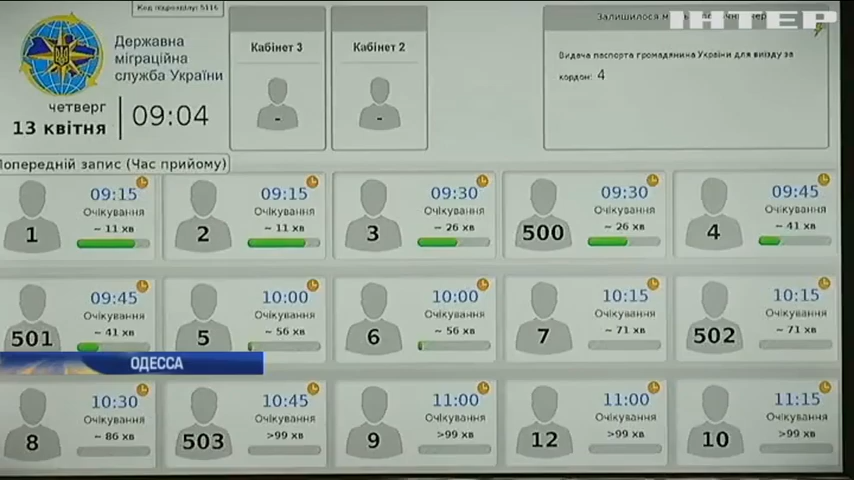 Код підрозділу: 5116
Державна
міграційна
служба України
четвер
13 квітня
09:04
Кабінет 3
-
Кабінет 2
-
Залишилося
ІНТЕР
Видача паспорта громадянина України для виїзду за
кордон: 4
Попередній запис (Час прийому)
1 09:15 Очікування ~ 11 хв
2 09:15 Очікування ~ 11 хв
3 09:30 Очікування ~ 26 хв
500 09:30 Очікування ~ 26 хв
4 09:45 Очікування ~ 41 хв
501 09:45 Очікування ~ 41 хв
5 10:00 Очікування ~ 56 хв
6 10:00 Очікування ~ 56 хв
7 10:15 Очікування ~ 71 хв
502 10:15 Очікування ~ 71 хв
ОДЕССА
8 10:30 Очікування ~ 86 хв
503 10:45 Очікування >99 хв
9 11:00 Очікування >99 хв
12 11:00 Очікування >99 хв
10 11:15 Очікування >99 хв